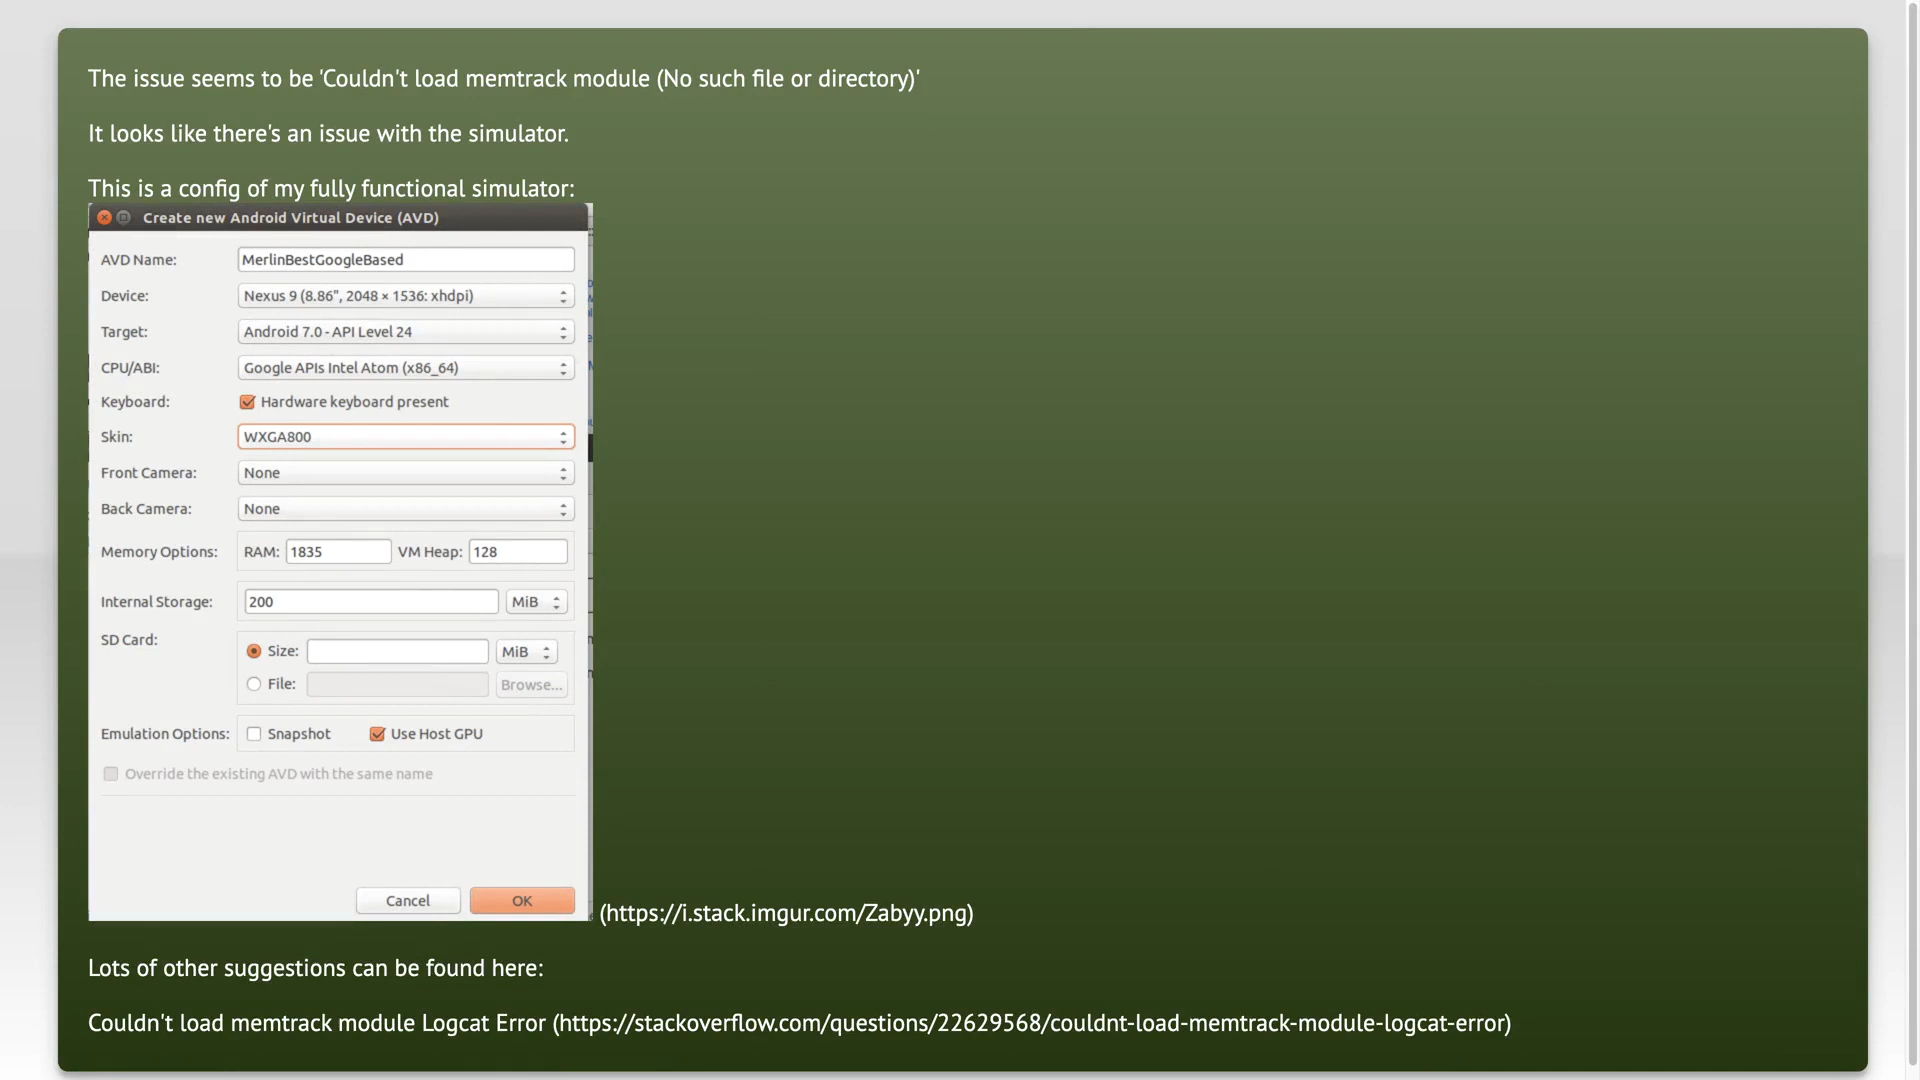 The issue seems to be 'Couldn't load memtrack module (No such file or directory)'
It looks like there's an issue with the simulator.
This is a config of my fully functional simulator:
Create new Android Virtual Device (AVD)
AVD Name: MerlinBestGoogleBased
Device: Nexus 9 (8.86", 2048 × 1536: xhdpi)
Target: Android 7.0 - API Level 24
CPU/ABI: Google APIs Intel Atom (x86_64)
Keyboard: Hardware keyboard present
Skin: WXGA800
Front Camera: None
Back Camera: None
Memory Options: RAM: 1835 VM Heap: 128
Internal Storage: 200 MiB
SD Card:
Size: MiB
File: Browse...
Emulation Options: Snapshot Use Host GPU
Override the existing AVD with the same name
Cancel OK
(https://i.stack.imgur.com/Zabyy.png)
Lots of other suggestions can be found here:
Couldn't load memtrack module Logcat Error (https://stackoverflow.com/questions/22629568/couldnt-load-memtrack-module-logcat-error)